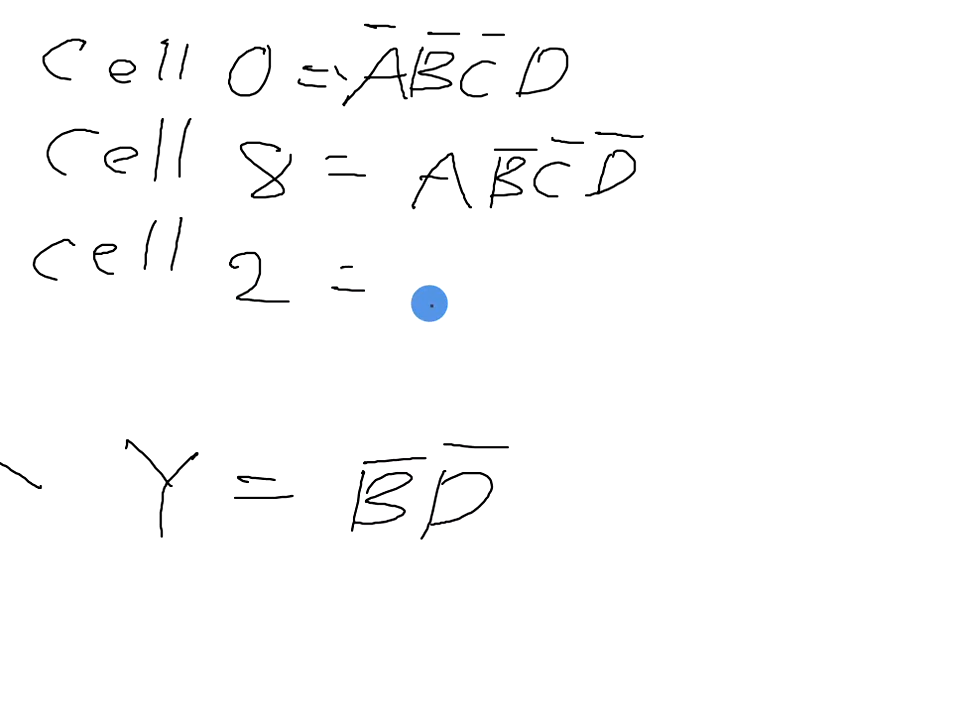 Cell 0 = A̅B̅C̅D
Cell 8 = AB̅C̅D̅
Cell 2 =
Y = B̅D̅